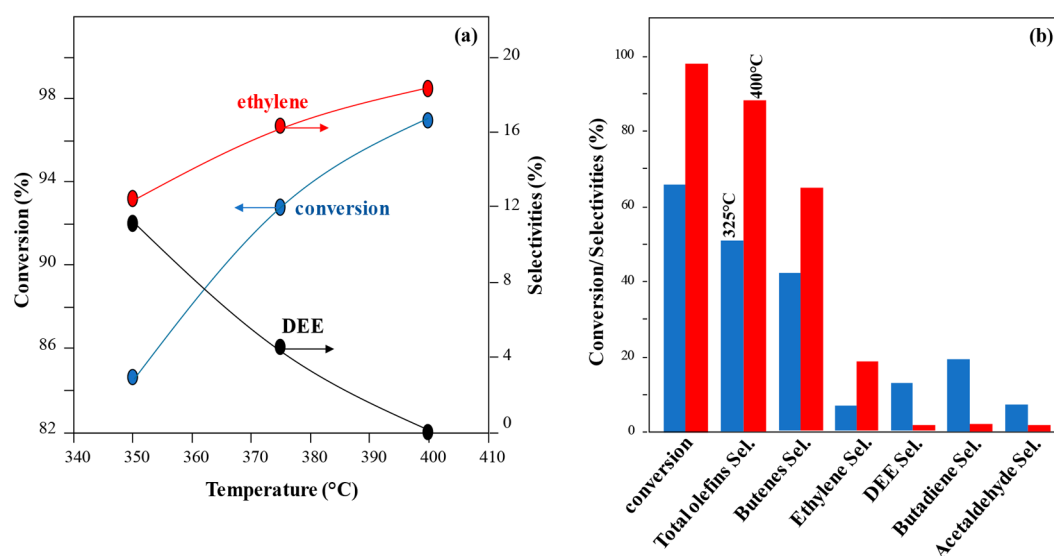 (a)
98
94
90
86
82
Conversion (%)
20
16
12
8
4
0
Selectivities (%)
ethylene
conversion
DEE
340
350
360
370
380
390
400
410
Temperature (°C)
(b)
100
80
60
40
20
0
Conversion/ Selectivities (%)
325°C
400°C
conversion
Total olefins Sel.
Butenes Sel.
Ethylene Sel.
DEE Sel.
Butadiene Sel.
Acetaldehyde Sel.